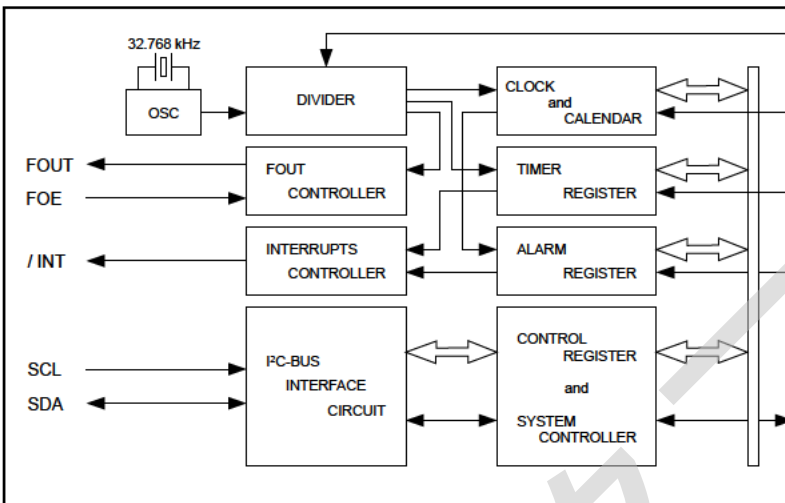 32.768 kHz
OSC
DIVIDER
CLOCK
and
CALENDAR
FOUT
FOE
FOUT
CONTROLLER
TIMER
REGISTER
/ INT
INTERRUPTS
CONTROLLER
ALARM
REGISTER
SCL
SDA
I²C-BUS
INTERFACE
CIRCUIT
CONTROL
REGISTER
and
SYSTEM
CONTROLLER